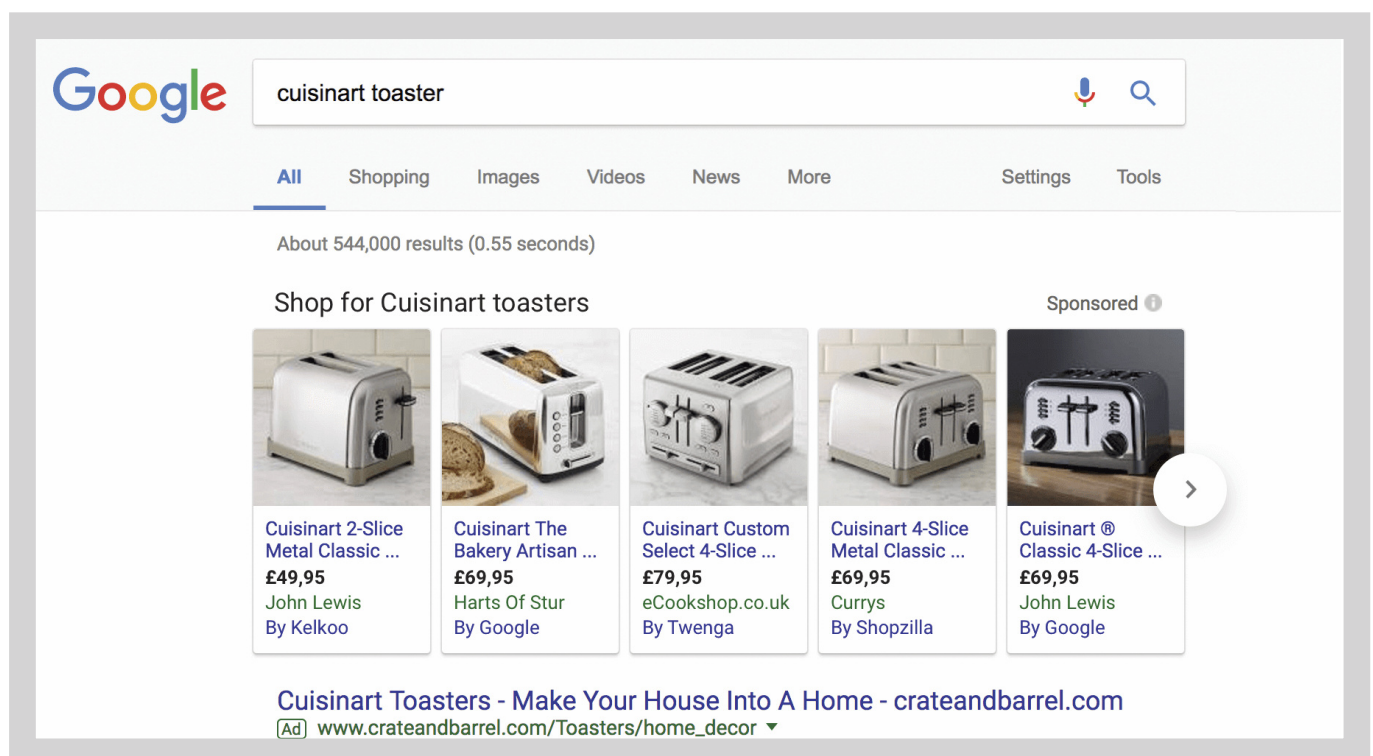 Google
cuisinart toaster
All Shopping Images Videos News More Settings Tools
About 544,000 results (0.55 seconds)
Shop for Cuisinart toasters
Sponsored
Cuisinart 2-Slice
Metal Classic ...
£49,95
John Lewis
By Kelkoo
Cuisinart The
Bakery Artisan ...
£69,95
Harts Of Stur
By Google
Cuisinart Custom
Select 4-Slice ...
£79,95
eCookshop.co.uk
By Twenga
Cuisinart 4-Slice
Metal Classic ...
£69,95
Currys
By Shopzilla
Cuisinart ®
Classic 4-Slice ...
£69,95
John Lewis
By Google
Cuisinart Toasters - Make Your House Into A Home - crateandbarrel.com
Ad www.crateandbarrel.com/Toasters/home_decor